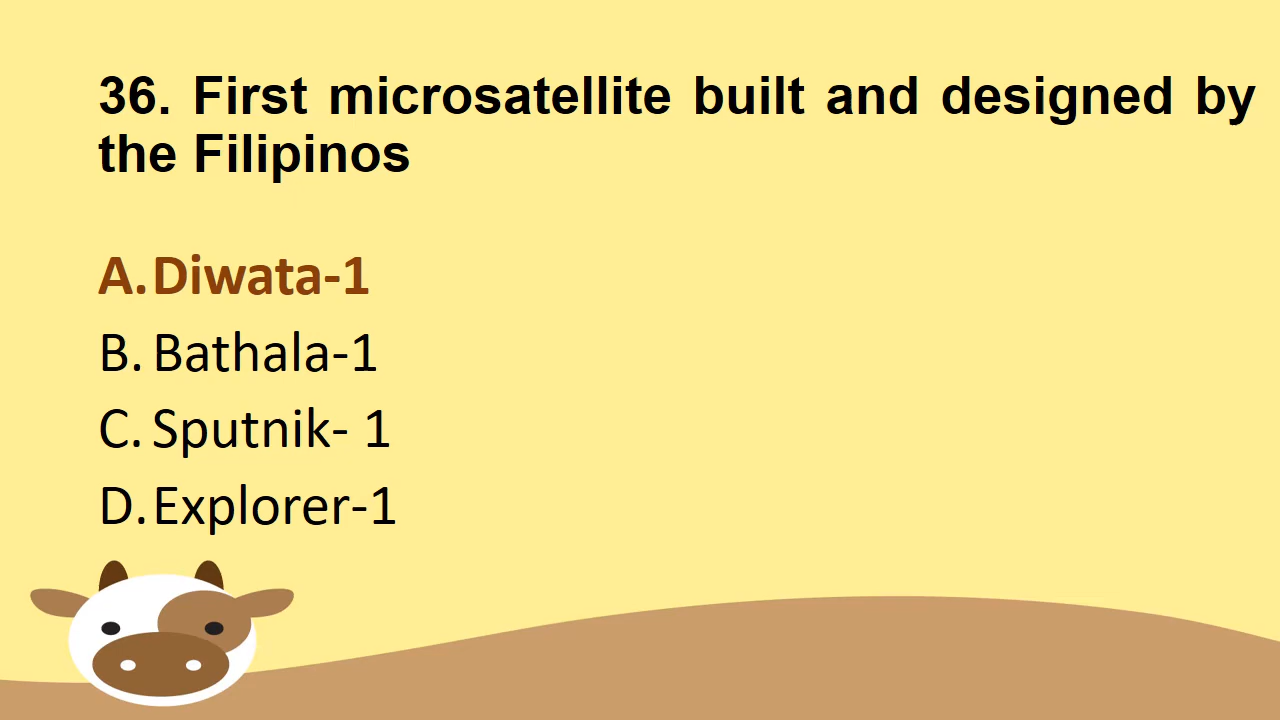 36. First microsatellite built and designed by
the Filipinos
A. Diwata-1
B. Bathala-1
C. Sputnik- 1
D. Explorer-1